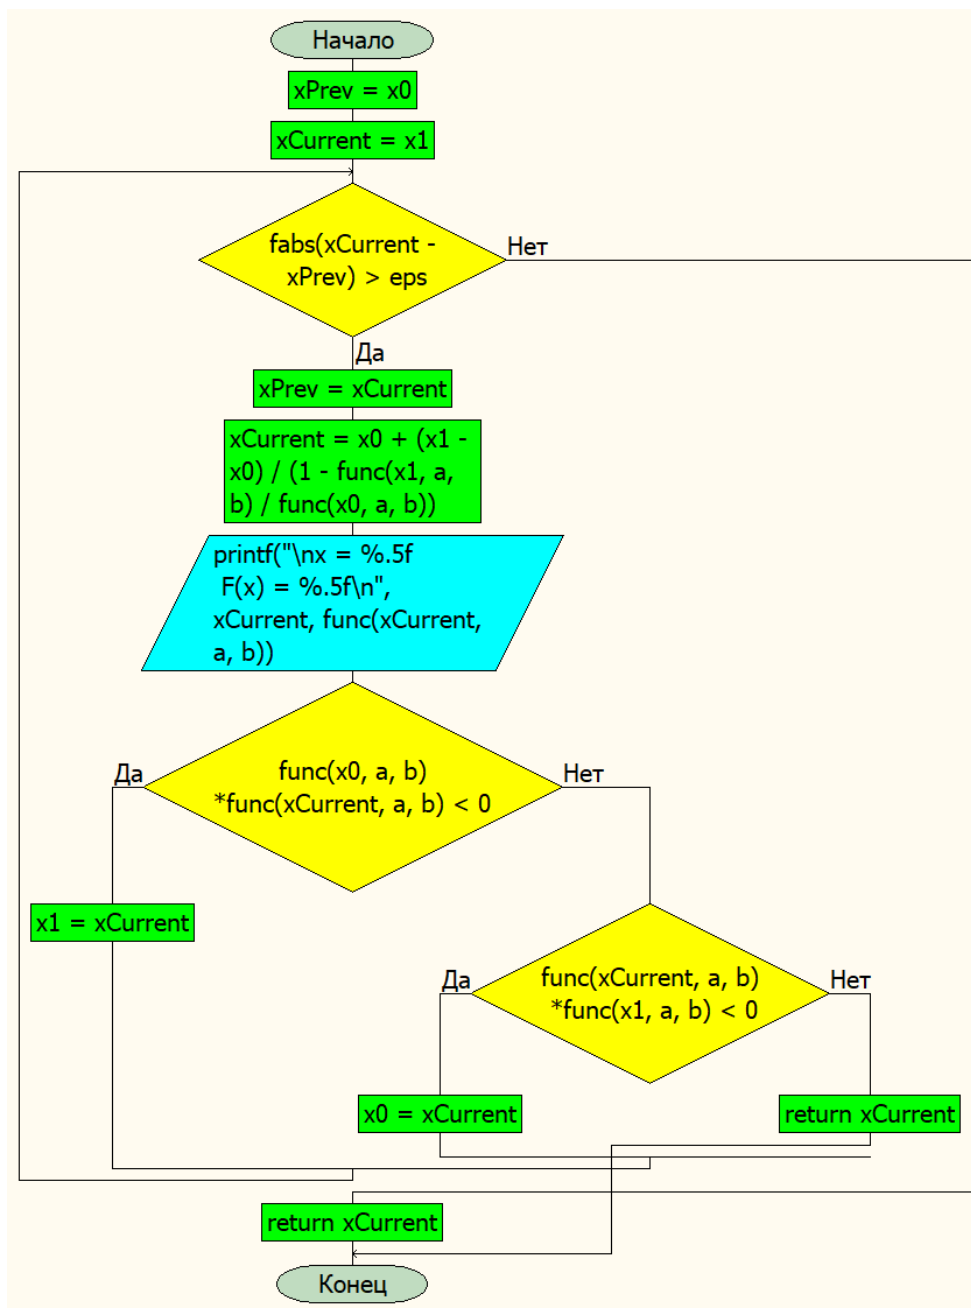 Начало
xPrev = x0
xCurrent = x1
fabs(xCurrent -
xPrev) > eps
Нет
Да
xPrev = xCurrent
xCurrent = x0 + (x1 -
x0) / (1 - func(x1, a,
b) / func(x0, a, b))
printf("\nx = %.5f
F(x) = %.5f\n",
xCurrent, func(xCurrent,
a, b))
Да
func(x0, a, b)
*func(xCurrent, a, b) < 0
Нет
x1 = xCurrent
Да
func(xCurrent, a, b)
*func(x1, a, b) < 0
Нет
x0 = xCurrent
return xCurrent
return xCurrent
Конец